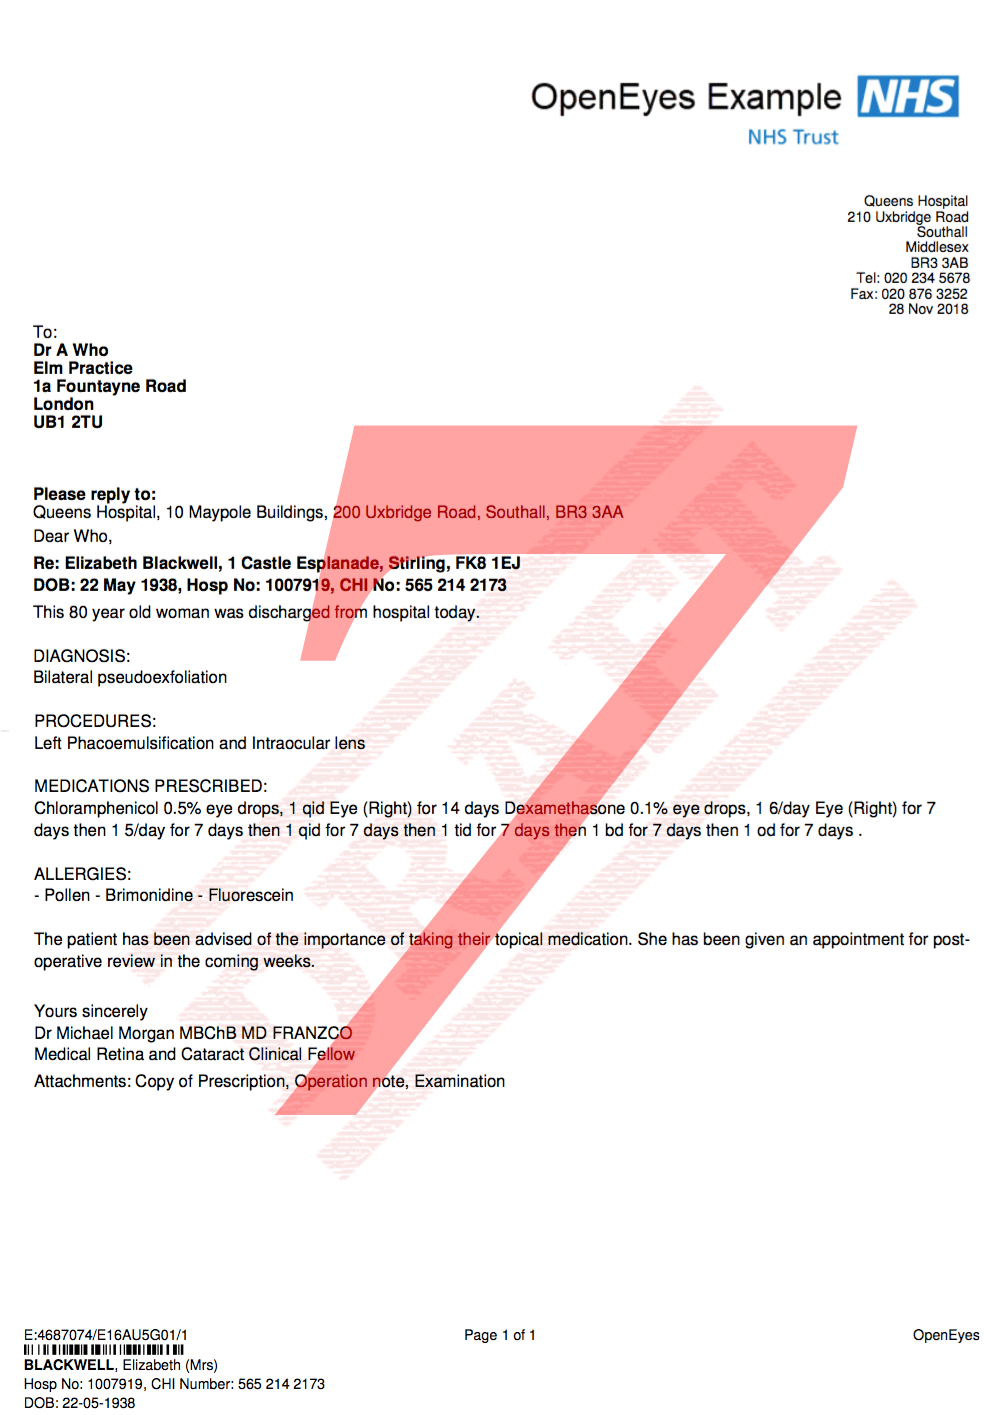 OpenEyes Example NHS
NHS Trust
Queens Hospital
210 Uxbridge Road
Southall
Middlesex
BR3 3AB
Tel: 020 234 5678
Fax: 020 876 3252
28 Nov 2018
To:
Dr A Who
Elm Practice
1a Fountayne Road
London
UB1 2TU
Please reply to:
Queens Hospital, 10 Maypole Buildings, 200 Uxbridge Road, Southall, BR3 3AA
Dear Who,
Re: Elizabeth Blackwell, 1 Castle Esplanade, Stirling, FK8 1EJ
DOB: 22 May 1938, Hosp No: 1007919, CHI No: 565 214 2173
This 80 year old woman was discharged from hospital today.
DIAGNOSIS:
Bilateral pseudoexfoliation
PROCEDURES:
Left Phacoemulsification and Intraocular lens
MEDICATIONS PRESCRIBED:
Chloramphenicol 0.5% eye drops, 1 qid Eye (Right) for 14 days Dexamethasone 0.1% eye drops, 1 6/day Eye (Right) for 7
days then 1 5/day for 7 days then 1 qid for 7 days then 1 tid for 7 days then 1 bd for 7 days then 1 od for 7 days .
ALLERGIES:
- Pollen - Brimonidine - Fluorescein
The patient has been advised of the importance of taking their topical medication. She has been given an appointment for post-
operative review in the coming weeks.
Yours sincerely
Dr Michael Morgan MBChB MD FRANZCO
Medical Retina and Cataract Clinical Fellow
Attachments: Copy of Prescription, Operation note, Examination
DRAFT
7
E:4687074/E16AU5G01/1
Page 1 of 1
OpenEyes
BLACKWELL, Elizabeth (Mrs)
Hosp No: 1007919, CHI Number: 565 214 2173
DOB: 22-05-1938